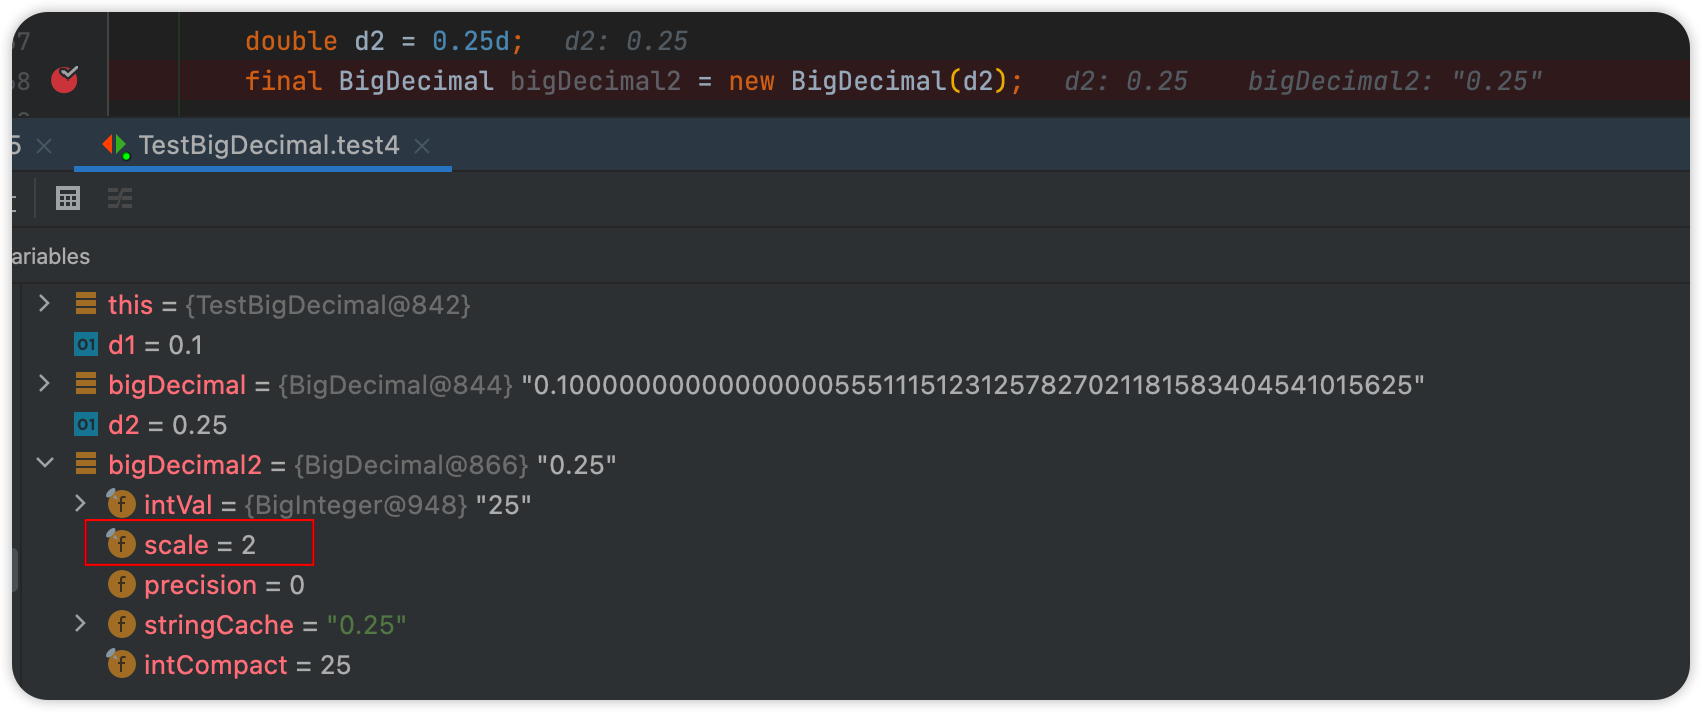 57
double d2 = 0.25d; d2: 0.25
58
final BigDecimal bigDecimal2 = new BigDecimal(d2); d2: 0.25 bigDecimal2: "0.25"
5 × TestBigDecimal.test4 ×
ariables
this = {TestBigDecimal@842}
01 d1 = 0.1
bigDecimal = {BigDecimal@844} "0.1000000000000000055511151231257827021181583404541015625"
01 d2 = 0.25
bigDecimal2 = {BigDecimal@866} "0.25"
f intVal = {BigInteger@948} "25"
f scale = 2
f precision = 0
f stringCache = "0.25"
f intCompact = 25